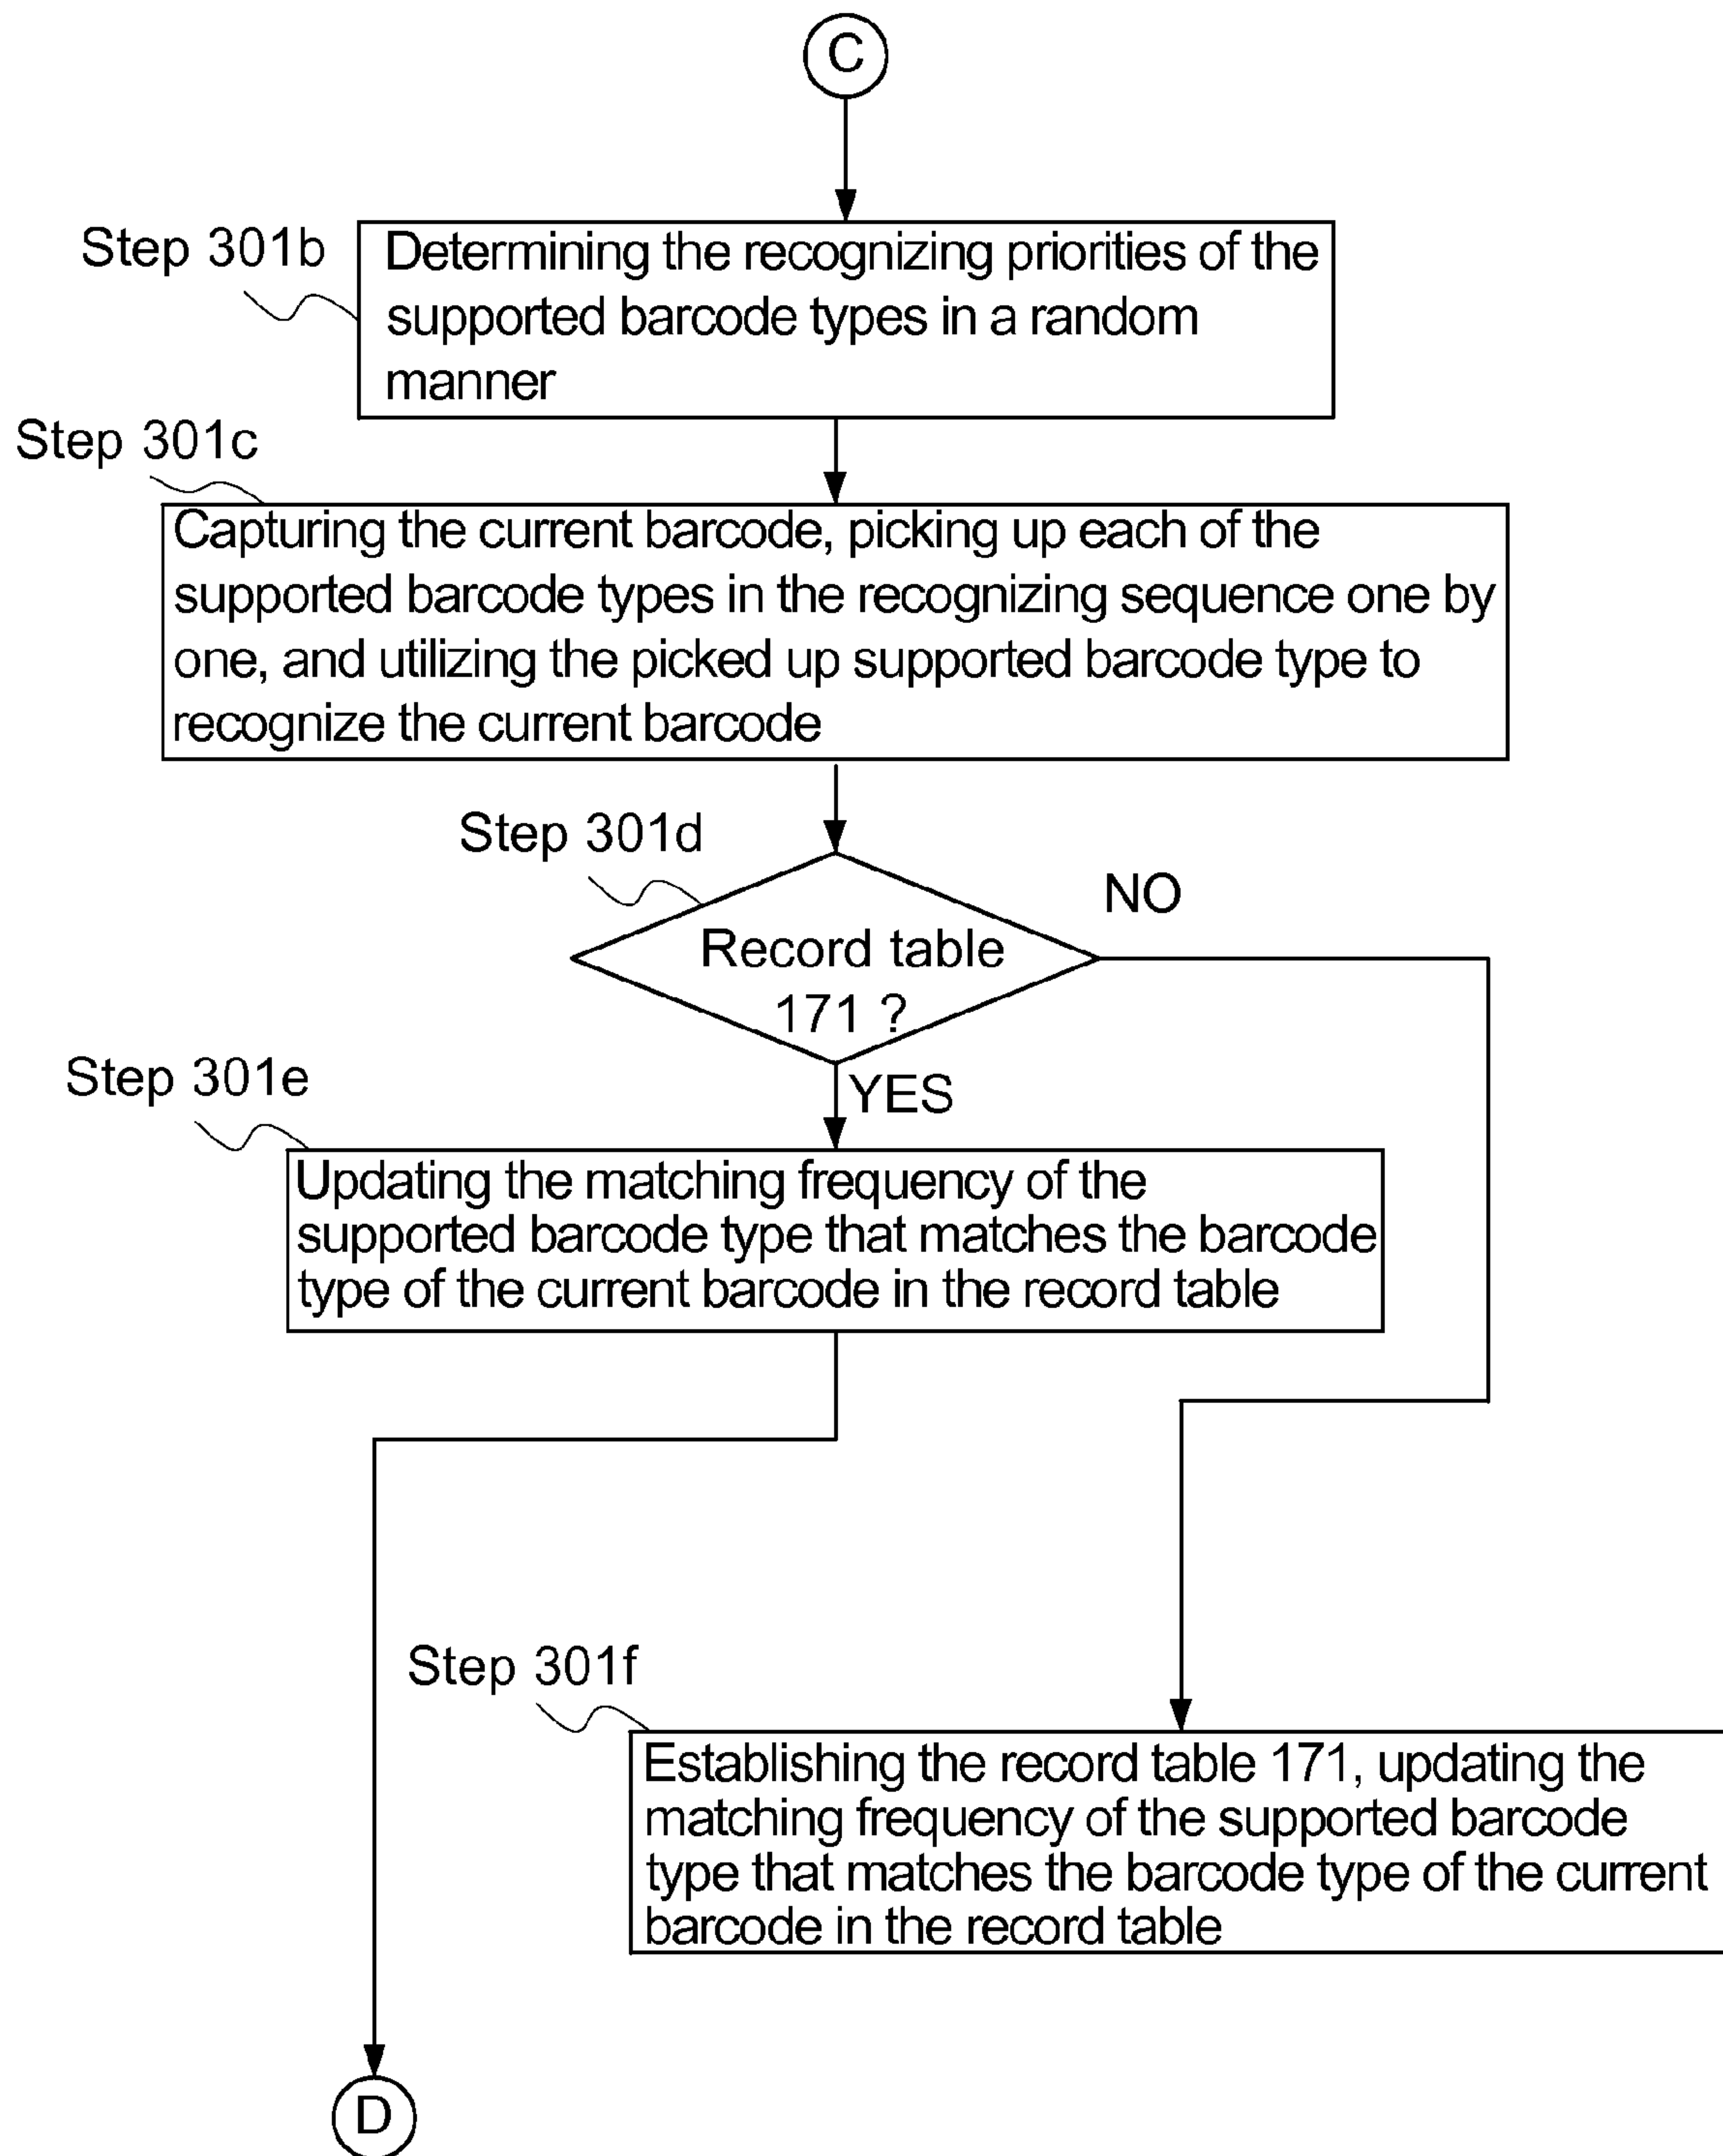 C
Step 301b
Determining the recognizing priorities of the
supported barcode types in a random
manner
Step 301c
Capturing the current barcode, picking up each of the
supported barcode types in the recognizing sequence one by
one, and utilizing the picked up supported barcode type to
recognize the current barcode
Step 301d
NO
Record table
171 ?
YES
Step 301e
Updating the matching frequency of the
supported barcode type that matches the barcode
type of the current barcode in the record table
Step 301f
Establishing the record table 171, updating the
matching frequency of the supported barcode
type that matches the barcode type of the current
barcode in the record table
D